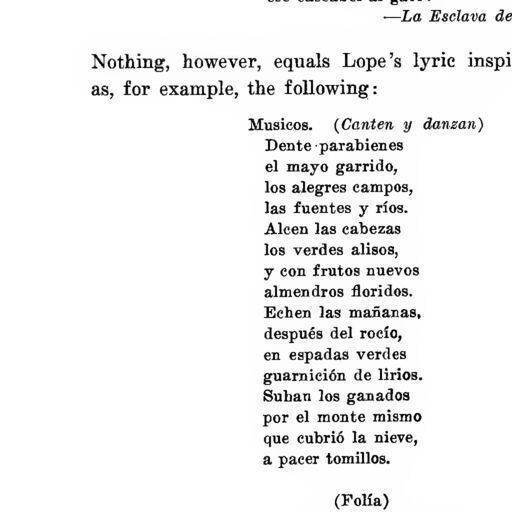 —La Esclava de
Nothing, however, equals Lope's lyric inspi
as, for example, the following:
Musicos. (Canten y danzan)
Dente parabienes
el mayo garrido,
los alegres campos,
las fuentes y ríos.
Alcen las cabezas
los verdes alisos,
y con frutos nuevos
almendros floridos.
Echen las mañanas,
después del rocío,
en espadas verdes
guarnición de lirios.
Suban los ganados
por el monte mismo
que cubrió la nieve,
a pacer tomillos.
(Folía)